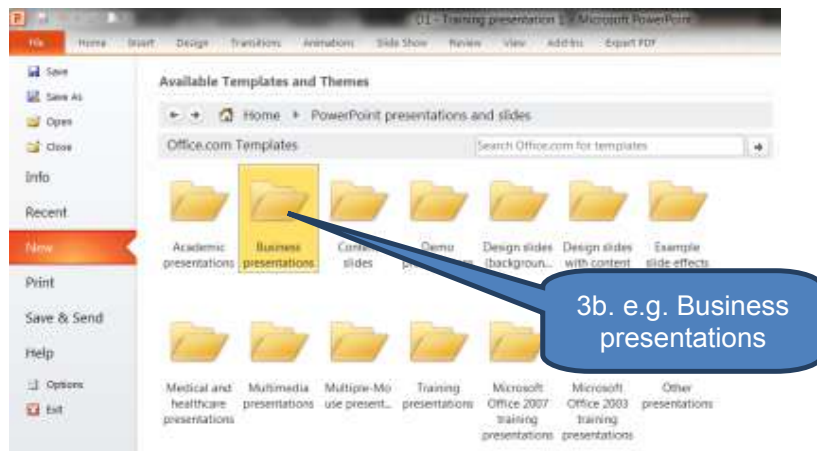 01 - Training presentation 1 - Microsoft PowerPoint
File Home Insert Design Transitions Animations Slide Show Review View Add-Ins Expert PDF
Save
Save As
Open
Close
Info
Recent
New
Print
Save & Send
Help
Options
Exit
Available Templates and Themes
Home PowerPoint presentations and slides
Office.com Templates
Search Office.com for templates
Academic
presentations
Business
presentations
slides
Demo
Design slides
(backgroun...
Design slides
with content
Example
slide effects
3b. e.g. Business
presentations
Medical and
healthcare
presentations
Multimedia
presentations
Multiple-Mo
use present...
Training
presentations
Microsoft
Office 2007
training
presentations
Microsoft
Office 2003
training
presentations
Other
presentations